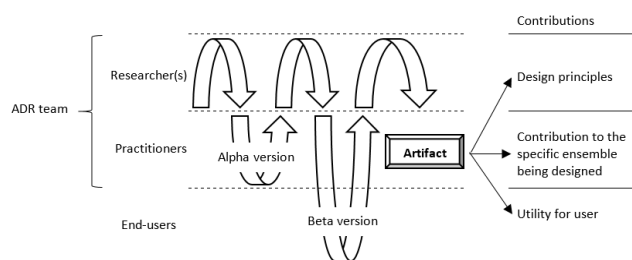 Contributions
Researcher(s)
Design principles
ADR team
Practitioners
Alpha version
Artifact
Contribution to the
specific ensemble
being designed
End-users
Beta version
Utility for user